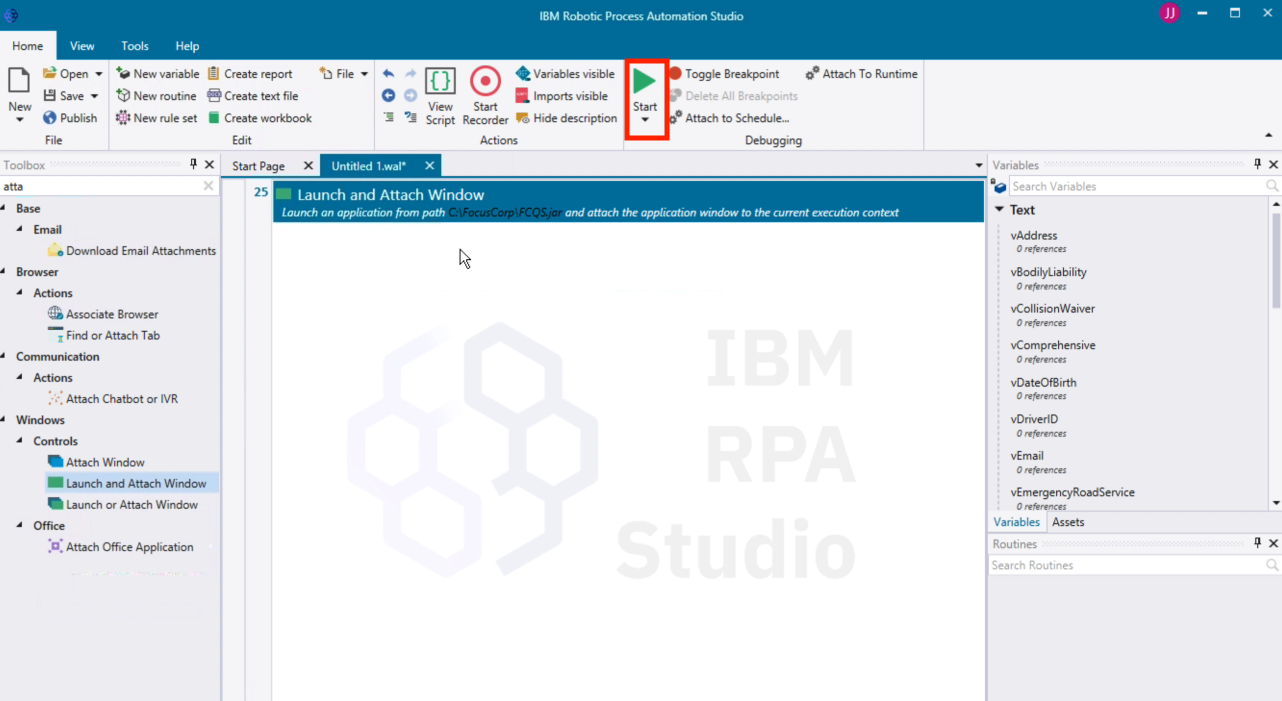 IBM Robotic Process Automation Studio
JJ
Home View Tools Help
New
Open
Save
Publish
File
New variable
New routine
New rule set
Create report
Create text file
Create workbook
File
Edit
View Script
Start Recorder
Variables visible
Imports visible
Hide description
Actions
Start
Toggle Breakpoint
Delete All Breakpoints
Attach to Schedule...
Attach To Runtime
Debugging
Toolbox
atta
Base
Email
Download Email Attachments
Browser
Actions
Associate Browser
Find or Attach Tab
Communication
Actions
Attach Chatbot or IVR
Windows
Controls
Attach Window
Launch and Attach Window
Launch or Attach Window
Office
Attach Office Application
Start Page
Untitled 1.wal*
25
Launch and Attach Window
Launch an application from path C:\FocusCorp\FCQS.jar and attach the application window to the current execution context
IBM
RPA
Studio
Variables
Search Variables
Text
vAddress
0 references
vBodilyLiability
0 references
vCollisionWaiver
0 references
vComprehensive
0 references
vDateOfBirth
0 references
vDriverID
0 references
vEmail
0 references
vEmergencyRoadService
0 references
Variables Assets
Routines
Search Routines